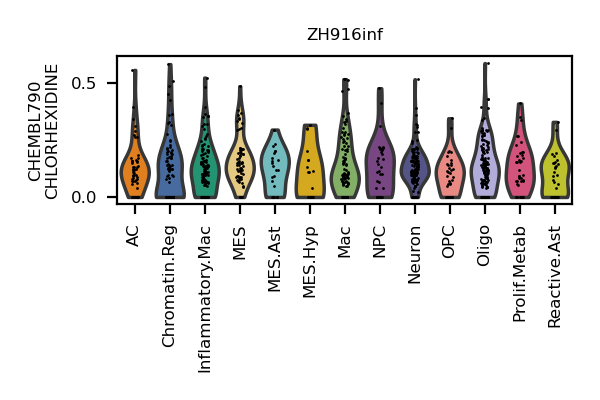 ZH916inf
CHEMBL790
CHLORHEXIDINE
0.5
0.0
AC
Chromatin.Reg
Inflammatory.Mac
MES
MES.Ast
MES.Hyp
Mac
NPC
Neuron
OPC
Oligo
Prolif.Metab
Reactive.Ast